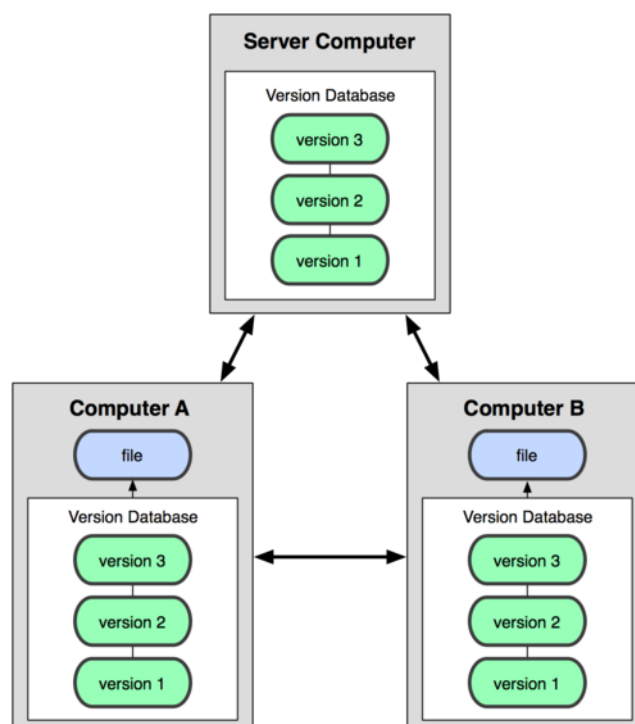 Server Computer
Version Database
version 3
version 2
version 1
Computer A
file
Version Database
version 3
version 2
version 1
Computer B
file
Version Database
version 3
version 2
version 1